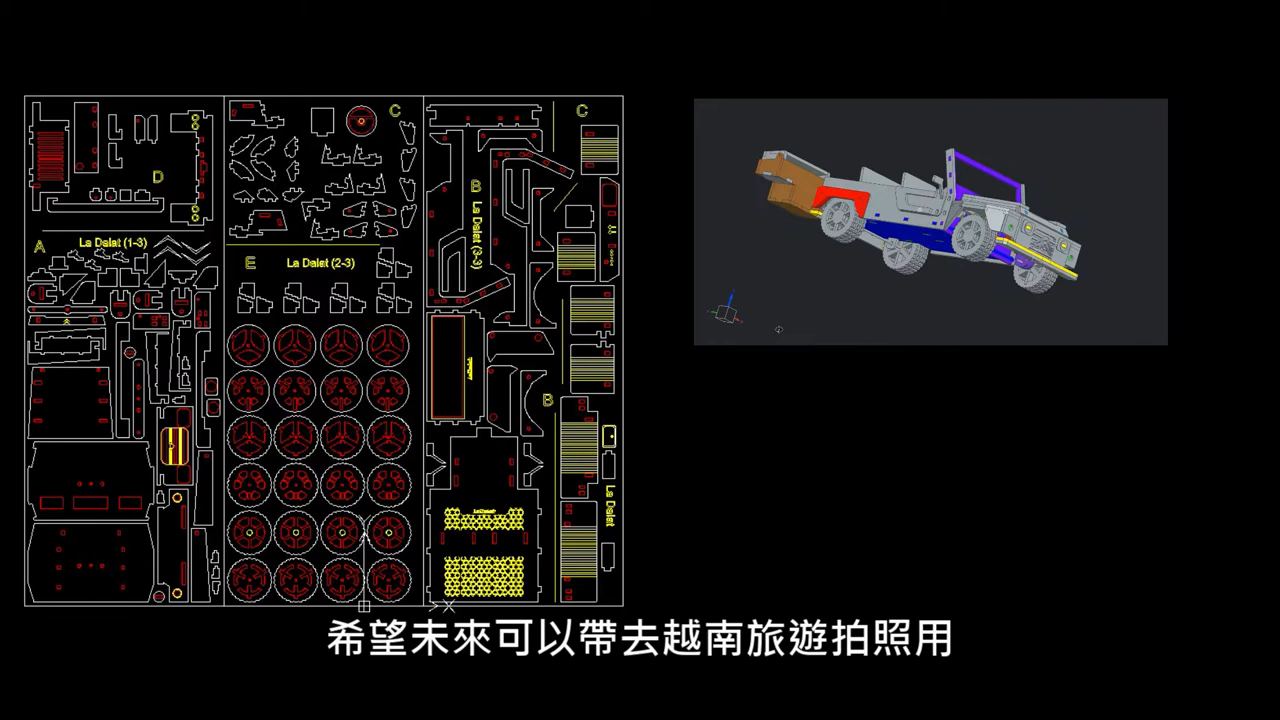 C
C
D
B
A
La Dalat (1-3)
La Dalat (3-3)
E
La Dalat (2-3)
B
La Dalat
X
希望未來可以帶去越南旅遊拍照用